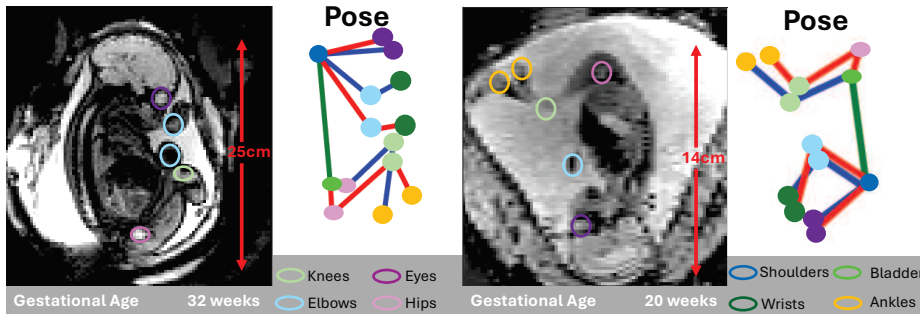 Pose
25cm
Gestational Age 32 weeks
Knees
Eyes
Elbows
Hips
Pose
14cm
Gestational Age 20 weeks
Shoulders
Bladder
Wrists
Ankles